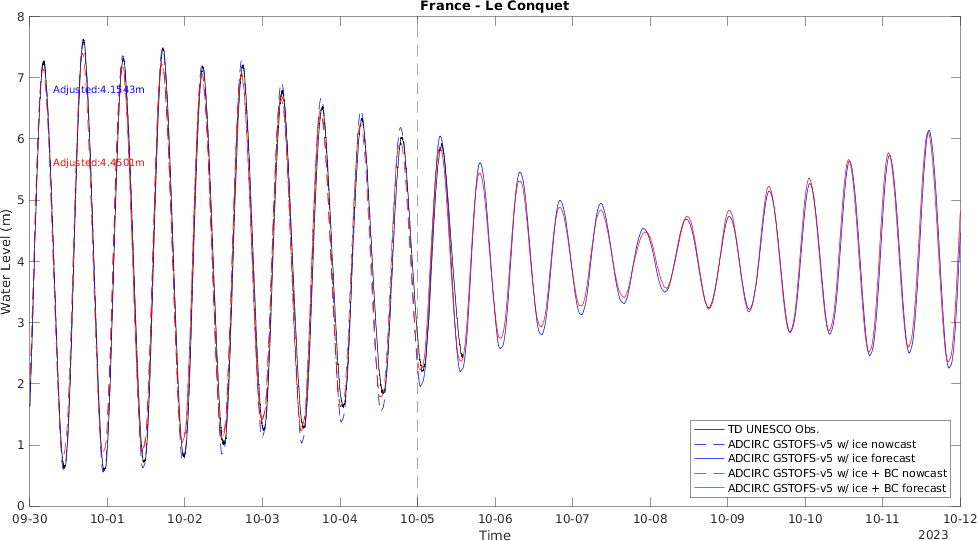 France - Le Conquet
Water Level (m)
8
7
6
5
4
3
2
1
0
Adjusted:4.1543m
Adjusted:4.4501m
TD UNESCO Obs.
ADCIRC GSTOFS-v5 w/ ice nowcast
ADCIRC GSTOFS-v5 w/ ice forecast
ADCIRC GSTOFS-v5 w/ ice + BC nowcast
ADCIRC GSTOFS-v5 w/ ice + BC forecast
09-30 10-01 10-02 10-03 10-04 10-05 10-06 10-07 10-08 10-09 10-10 10-11 10-12
Time
2023